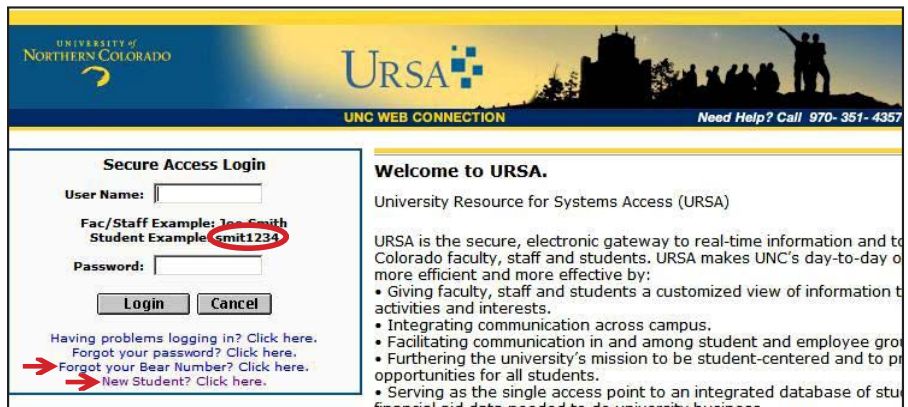 UNIVERSITY of
NORTHERN COLORADO
URSA
UNC WEB CONNECTION
Need Help? Call 970- 351- 4357
Secure Access Login
User Name:
Fac/Staff Example: Joe Smith
Student Example: smit1234
Password:
Login Cancel
Having problems logging in? Click here.
Forgot your password? Click here.
Forgot your Bear Number? Click here.
New Student? Click here.
Welcome to URSA.
University Resource for Systems Access (URSA)
URSA is the secure, electronic gateway to real-time information and to
Colorado faculty, staff and students. URSA makes UNC's day-to-day o
more efficient and more effective by:
• Giving faculty, staff and students a customized view of information t
activities and interests.
• Integrating communication across campus.
• Facilitating communication in and among student and employee grou
• Furthering the university's mission to be student-centered and to pr
opportunities for all students.
• Serving as the single access point to an integrated database of stu